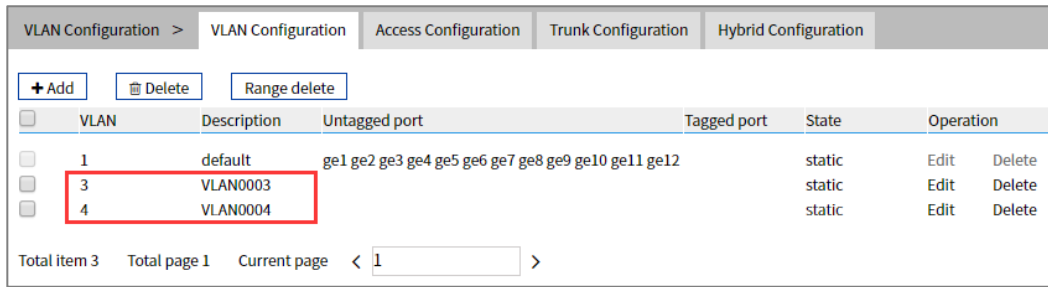 VLAN Configuration > VLAN Configuration Access Configuration Trunk Configuration Hybrid Configuration
+ Add Delete Range delete
VLAN Description Untagged port Tagged port State Operation
1 default ge1 ge2 ge3 ge4 ge5 ge6 ge7 ge8 ge9 ge10 ge11 ge12 static Edit Delete
3 VLAN0003 static Edit Delete
4 VLAN0004 static Edit Delete
Total item 3 Total page 1 Current page < 1 >